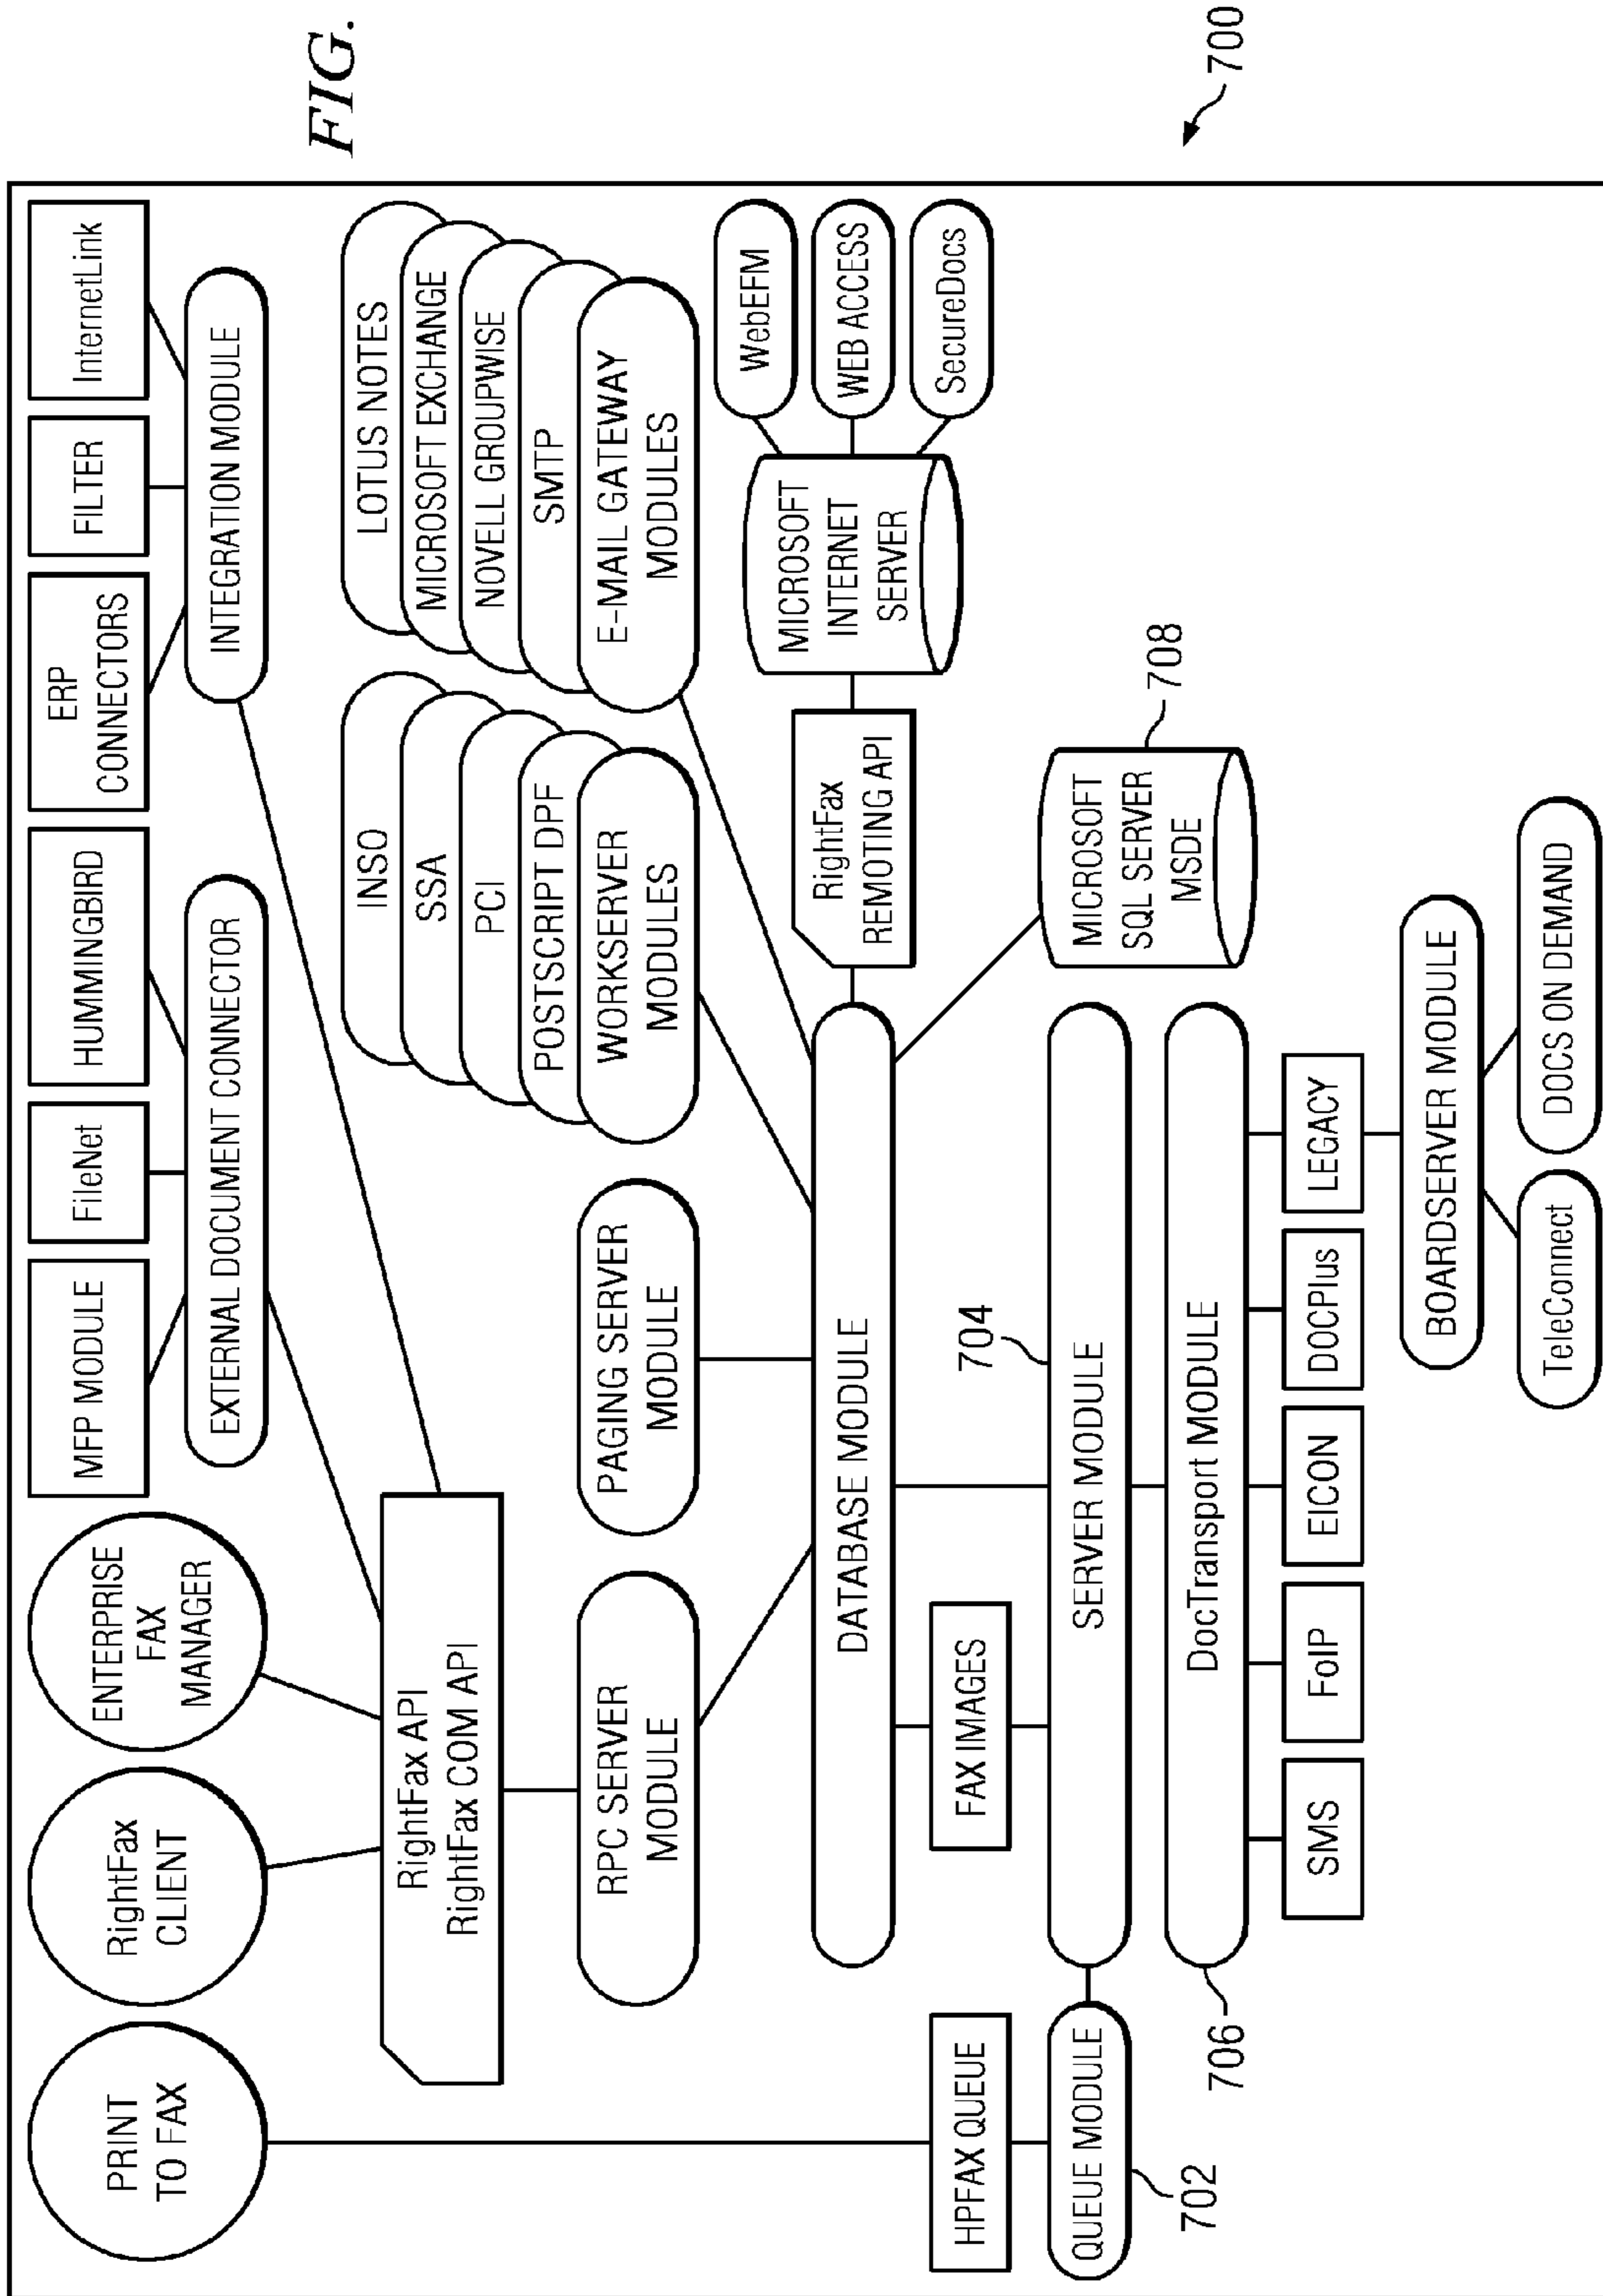 FIG.
700
PRINT
TO FAX
RightFax
CLIENT
ENTERPRISE
FAX
MANAGER
MFP MODULE
FileNet
HUMMINGBIRD
ERP
CONNECTORS
FILTER
InternetLink
EXTERNAL DOCUMENT CONNECTOR
INTEGRATION MODULE
RightFax API
RightFax COM API
INSO
SSA
PCI
POSTSCRIPT DPF
WORKSERVER
MODULES
LOTUS NOTES
MICROSOFT EXCHANGE
NOVELL GROUPWISE
SMTP
E-MAIL GATEWAY
MODULES
RPC SERVER
MODULE
PAGING SERVER
MODULE
DATABASE MODULE
RightFax
REMOTING API
MICROSOFT
INTERNET
SERVER
WebEFM
WEB ACCESS
SecureDocs
HPFAX QUEUE
FAX IMAGES
704
QUEUE MODULE
702
SERVER MODULE
MICROSOFT
SQL SERVER
MSDE
708
706
DocTransport MODULE
SMS
FoIP
EICON
DOCPlus
LEGACY
BOARDSERVER MODULE
TeleConnect
DOCS ON DEMAND